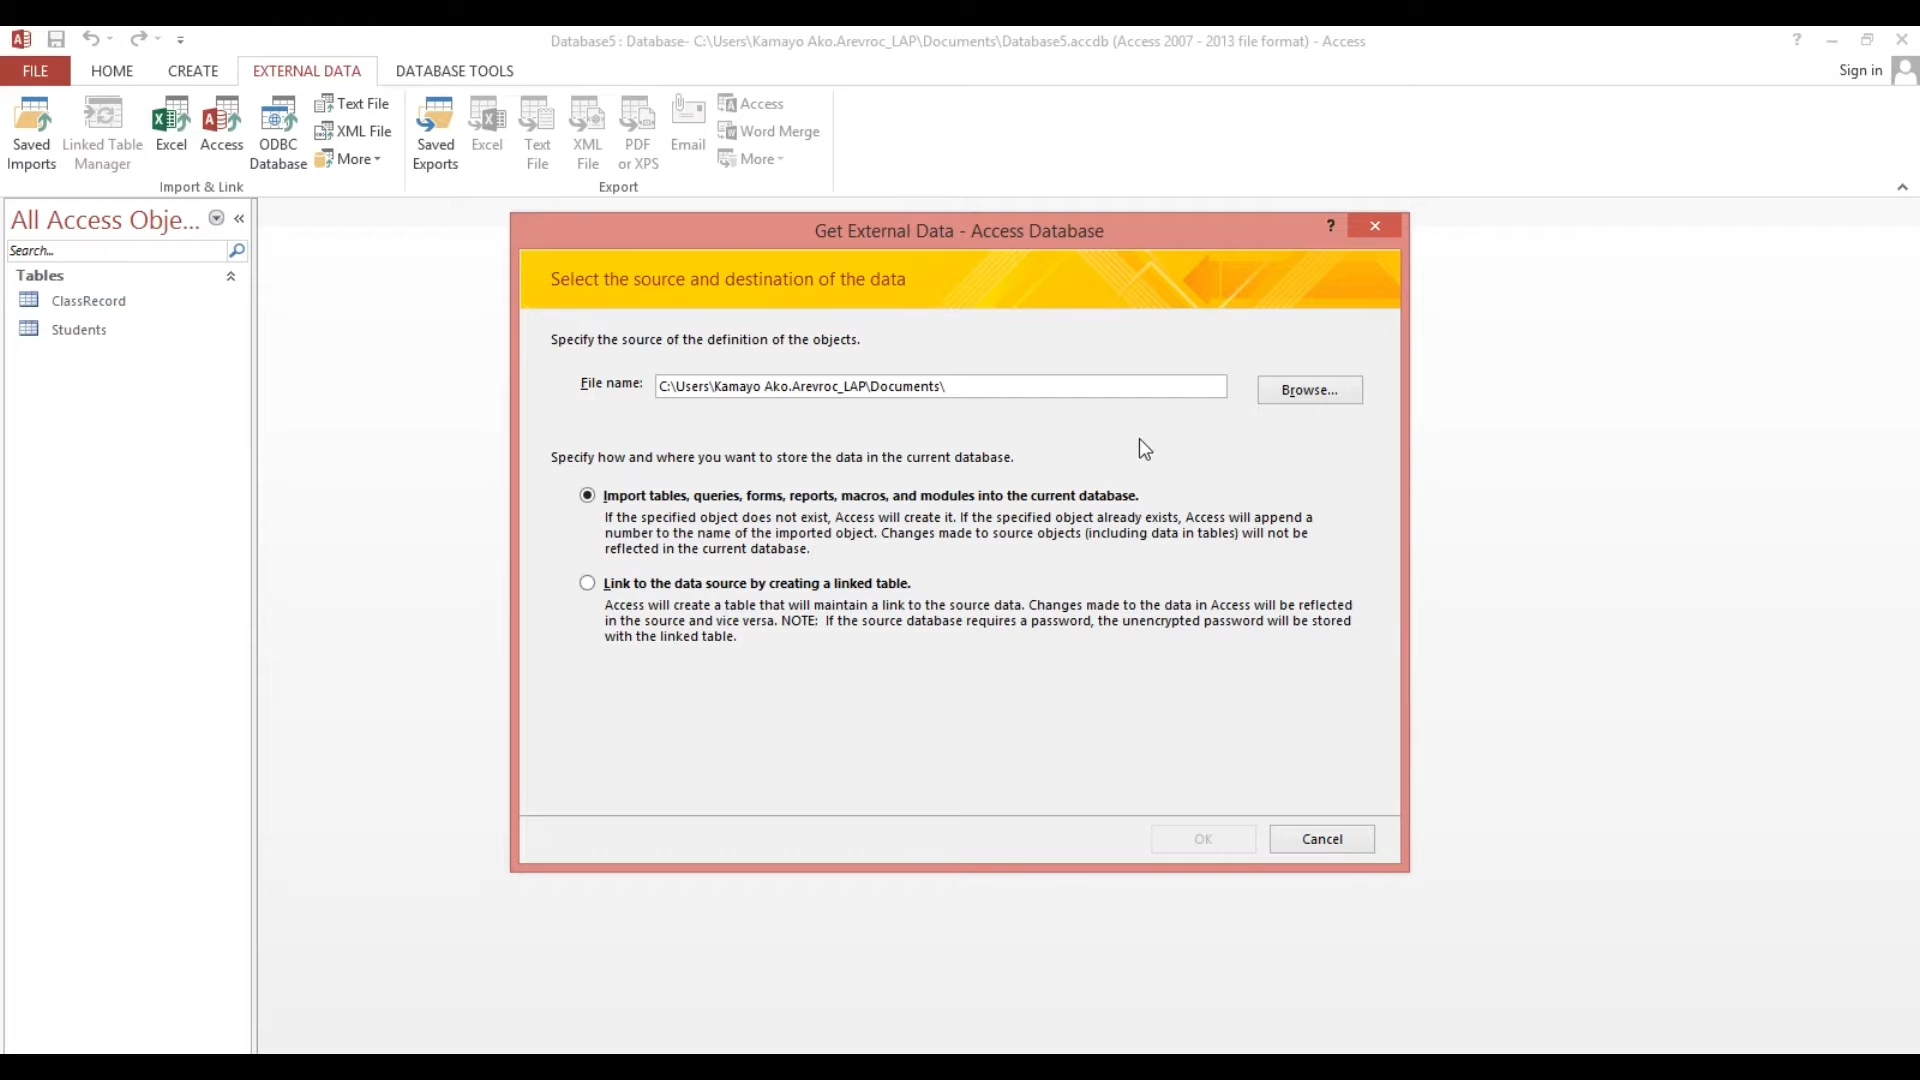 Database5 : Database- C:\Users\Kamayo Ako.Arevroc_LAP\Documents\Database5.accdb (Access 2007 - 2013 file format) - Access
?
FILE HOME CREATE EXTERNAL DATA DATABASE TOOLS Sign in
Saved Imports
Linked Table Manager
Excel
Access
ODBC Database
Text File
XML File
More
Import & Link
Saved Exports
Excel
Text File
XML File
PDF or XPS
Email
Access
Word Merge
More
Export
All Access Obje...
Search...
Tables
ClassRecord
Students
Get External Data - Access Database
?
Select the source and destination of the data
Specify the source of the definition of the objects.
File name: C:\Users\Kamayo Ako.Arevroc_LAP\Documents\ Browse...
Specify how and where you want to store the data in the current database.
Import tables, queries, forms, reports, macros, and modules into the current database.
If the specified object does not exist, Access will create it. If the specified object already exists, Access will append a
number to the name of the imported object. Changes made to source objects (including data in tables) will not be
reflected in the current database.
Link to the data source by creating a linked table.
Access will create a table that will maintain a link to the source data. Changes made to the data in Access will be reflected
in the source and vice versa. NOTE: If the source database requires a password, the unencrypted password will be stored
with the linked table.
OK Cancel